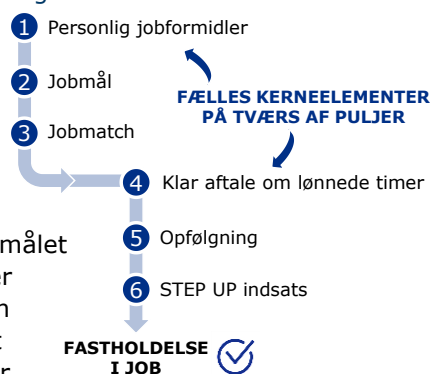 1 Personlig jobformidler
2 Jobmål
FÆLLES KERNEELEMENTER
PÅ TVÆRS AF PULJER
3 Jobmatch
4 Klar aftale om lønnede timer
målet
5 Opfølgning
6 STEP UP indsats
FASTHOLDELSE
I JOB